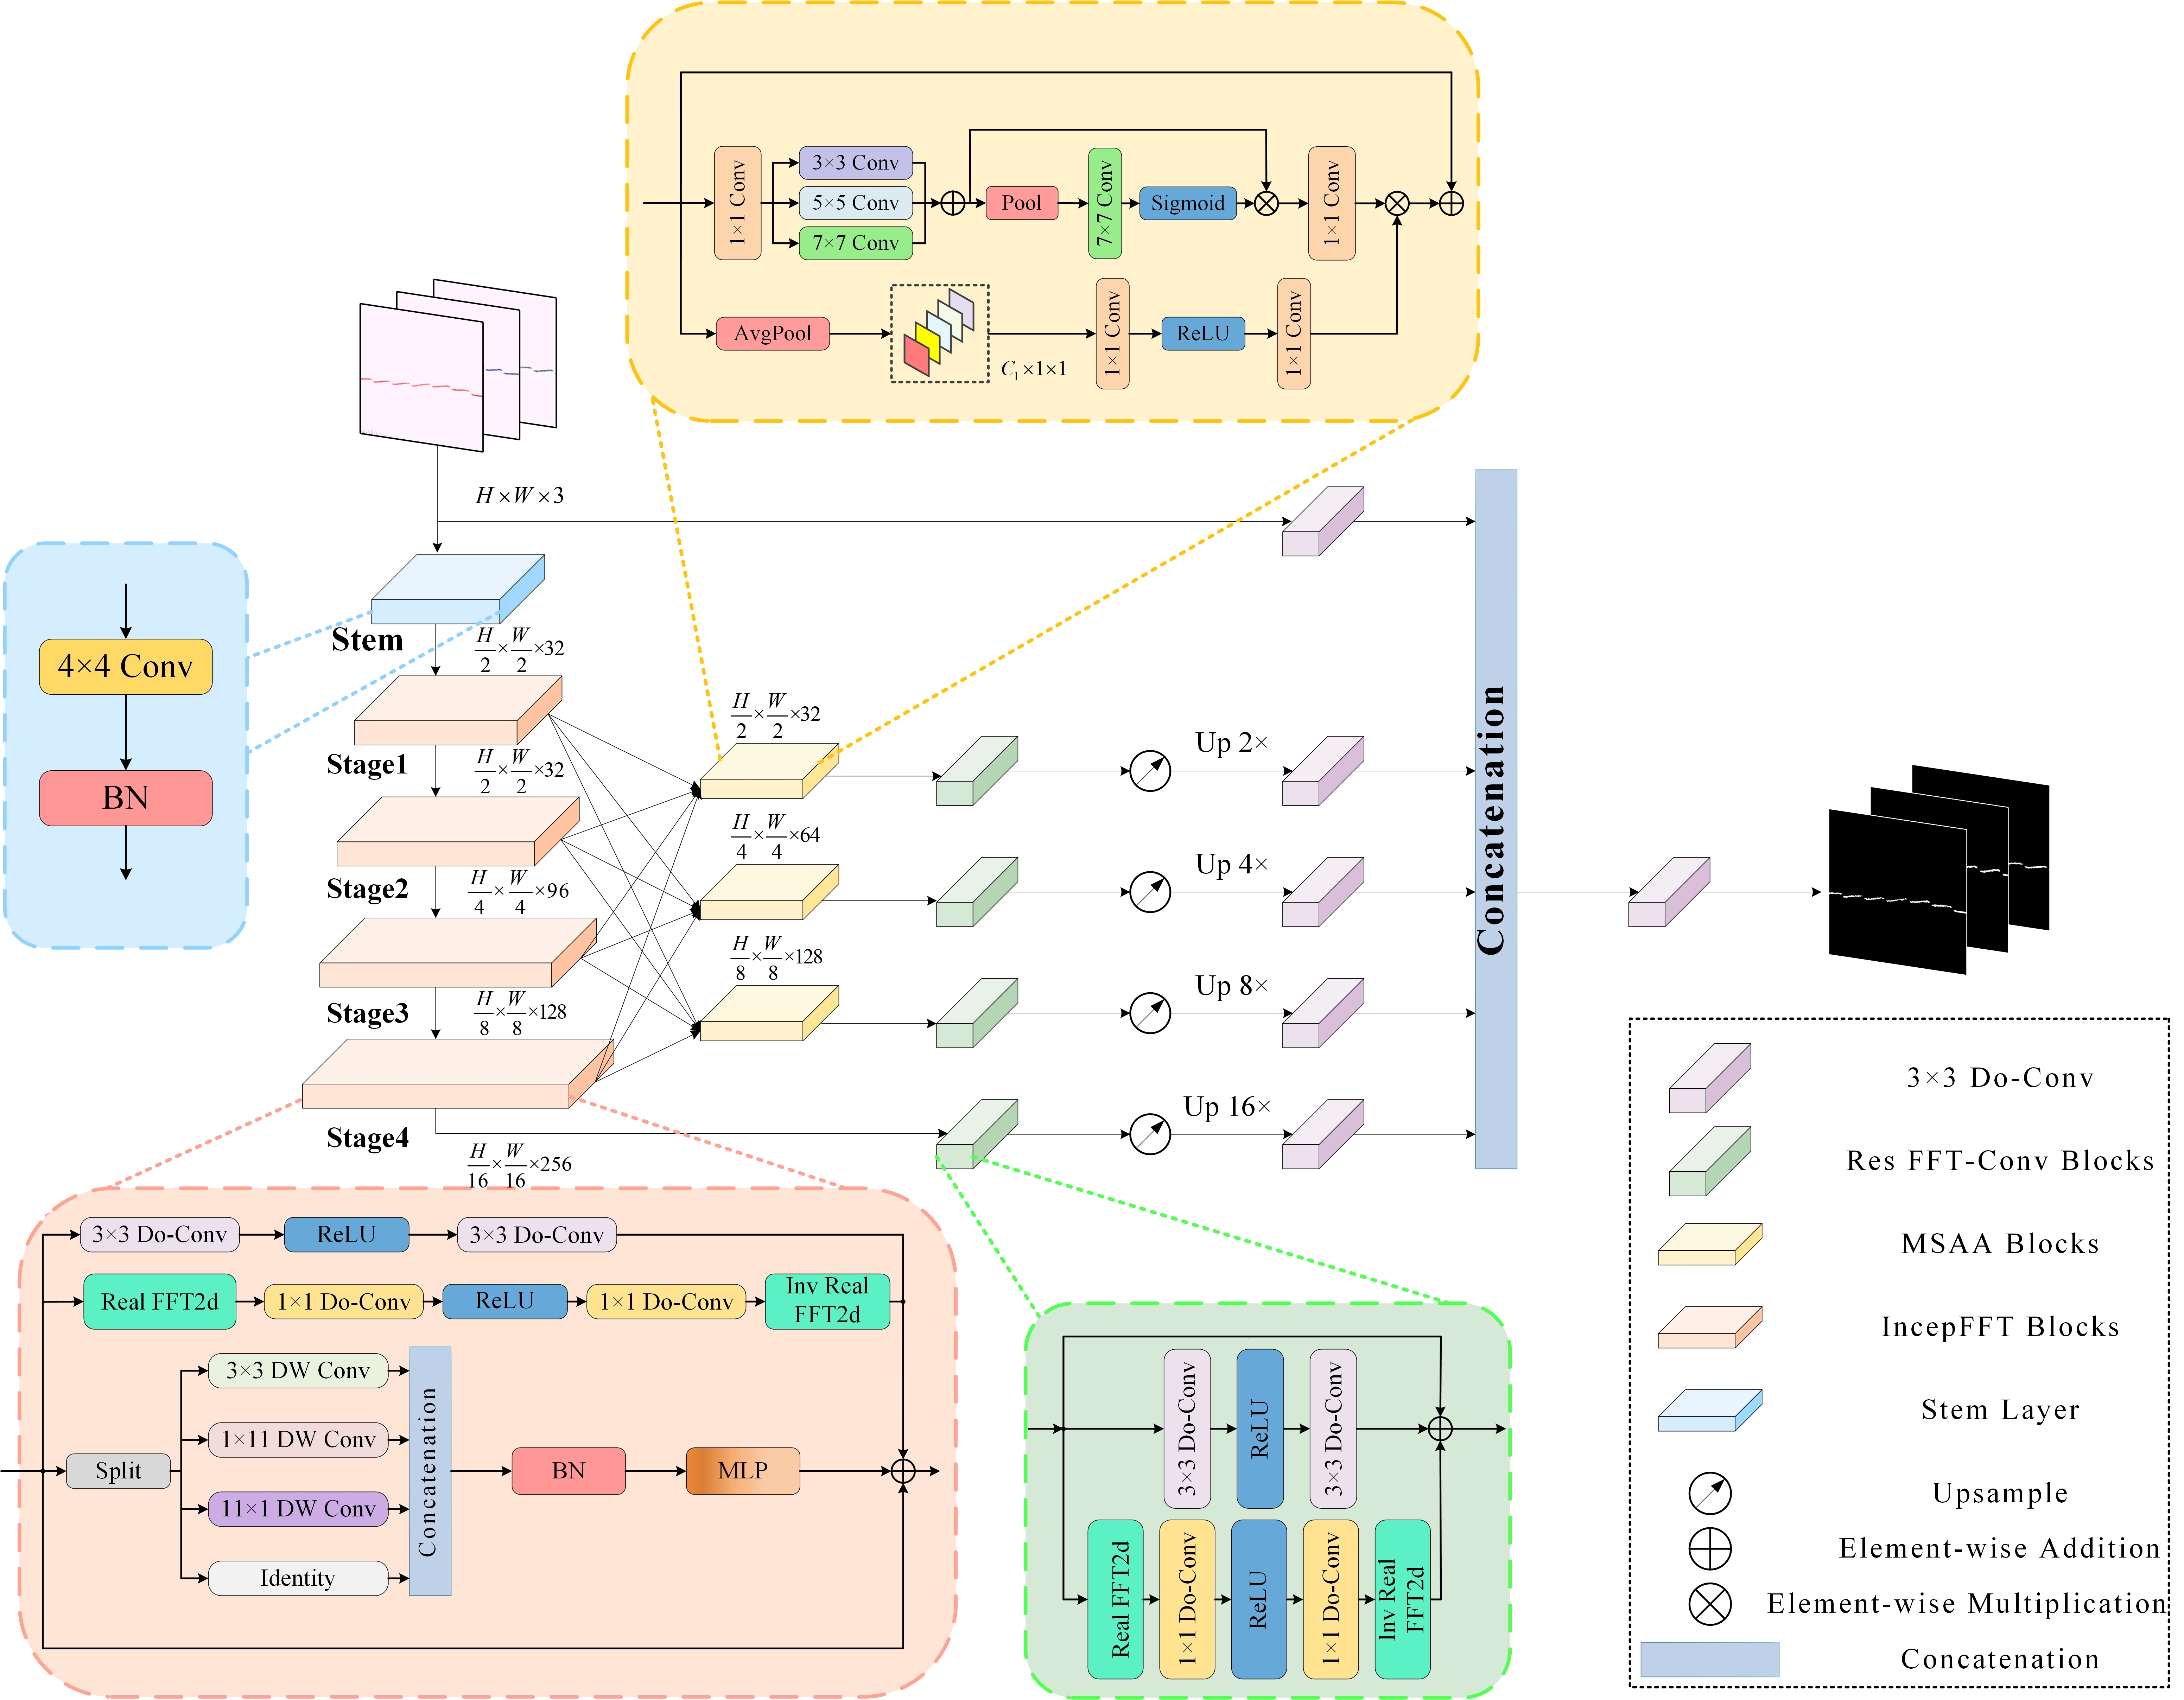 1×1 Conv
3×3 Conv
5×5 Conv
7×7 Conv
Pool
7×7 Conv
Sigmoid
1×1 Conv
AvgPool
C₁×1×1
1×1 Conv
ReLU
1×1 Conv
H×W×3
4×4 Conv
BN
Stem
H/2×W/2×32
Stage1
H/2×W/2×32
Stage2
H/4×W/4×96
Stage3
H/8×W/8×128
Stage4
H/16×W/16×256
H/2×W/2×32
H/4×W/4×64
H/8×W/8×128
Up 2×
Up 4×
Up 8×
Up 16×
Concatenation
3×3 Do-Conv
ReLU
3×3 Do-Conv
Real FFT2d
1×1 Do-Conv
ReLU
1×1 Do-Conv
Inv Real
FFT2d
Split
3×3 DW Conv
1×11 DW Conv
11×1 DW Conv
Identity
Concatenation
BN
MLP
3×3 Do-Conv
ReLU
3×3 Do-Conv
Real FFT2d
1×1 Do-Conv
ReLU
1×1 Do-Conv
Inv Real
FFT2d
3×3 Do-Conv
Res FFT-Conv Blocks
MSAA Blocks
IncepFFT Blocks
Stem Layer
Upsample
Element-wise Addition
Element-wise Multiplication
Concatenation